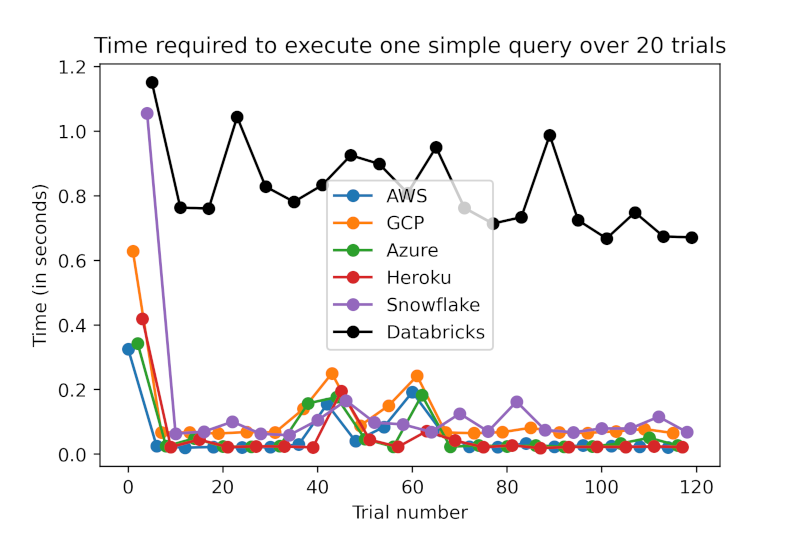 Time required to execute one simple query over 20 trials
1.2
1.0
0.8
0.6
0.4
0.2
0.0
Time (in seconds)
AWS
GCP
Azure
Heroku
Snowflake
Databricks
0 20 40 60 80 100 120
Trial number